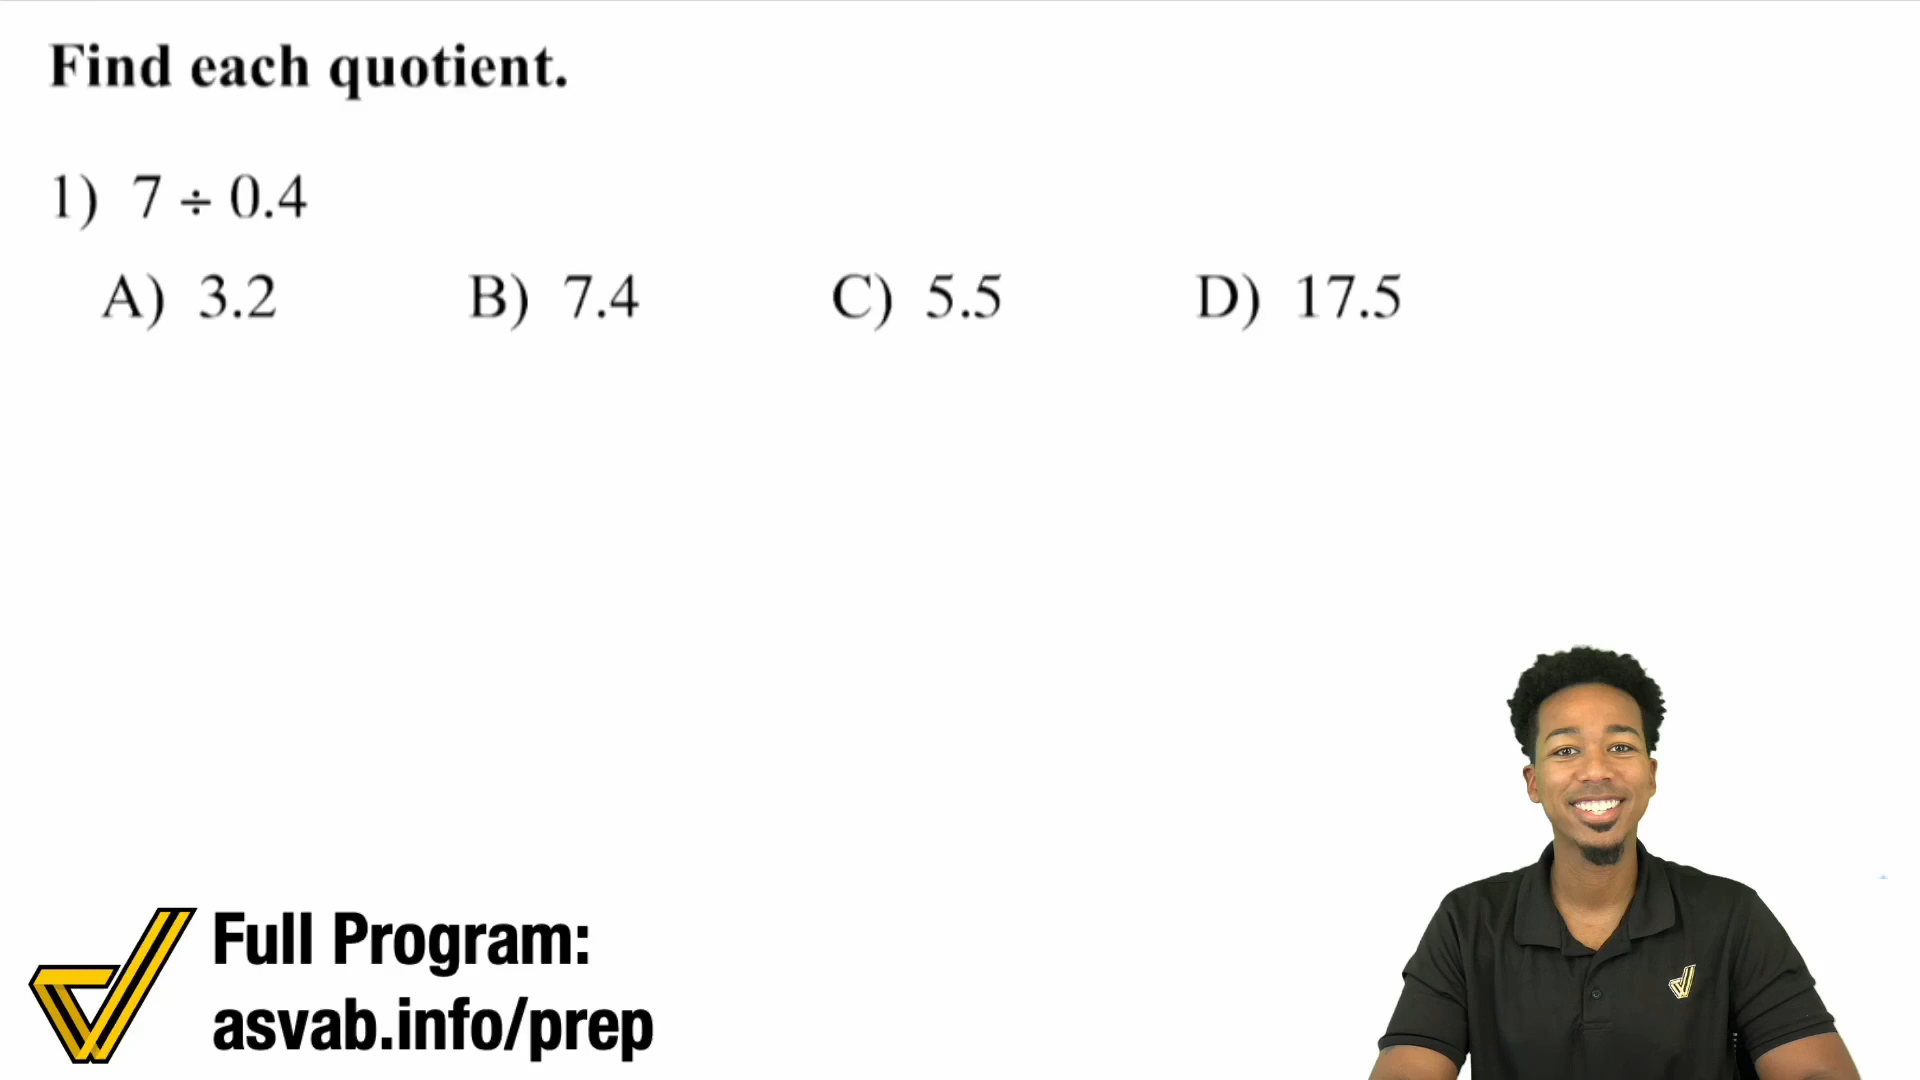 Find each quotient.
1) 7 ÷ 0.4
A) 3.2 B) 7.4 C) 5.5 D) 17.5
Full Program:
asvab.info/prep